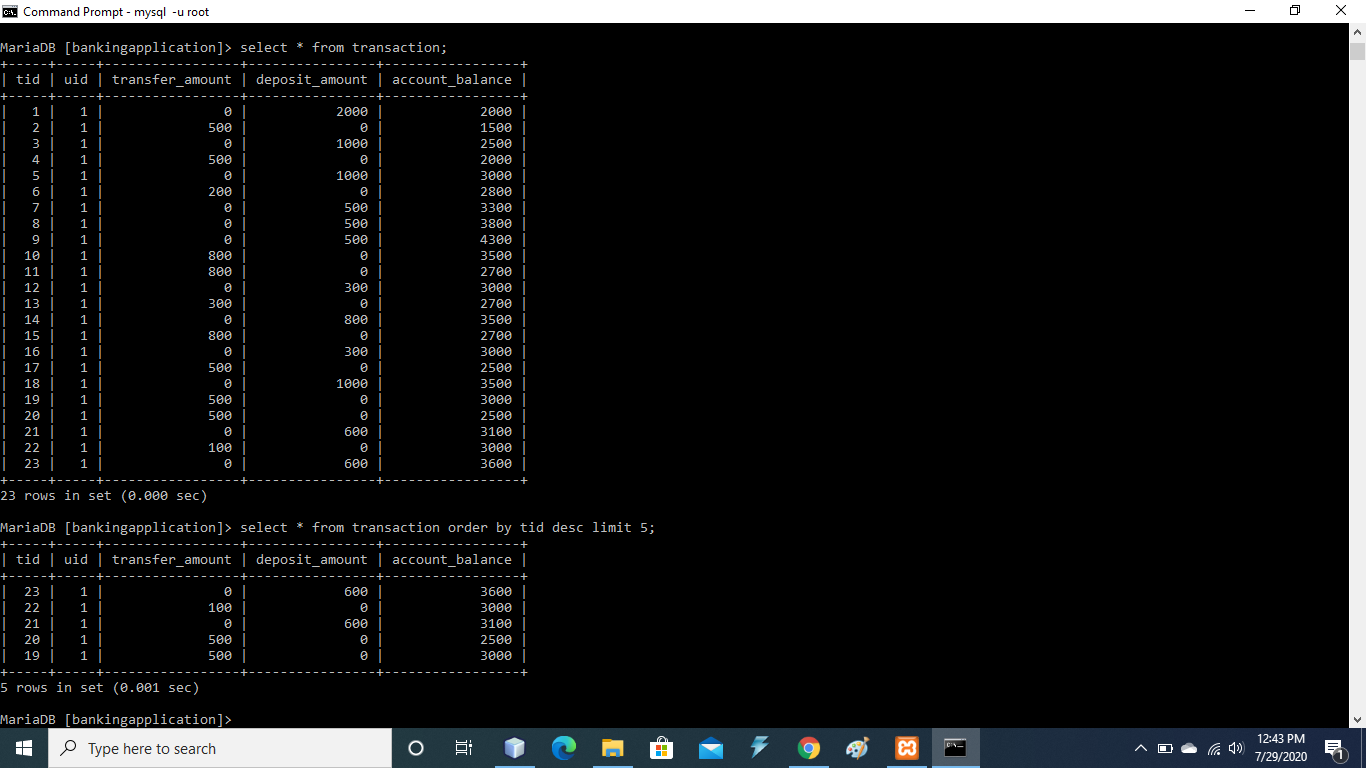 Command Prompt - mysql -u root
MariaDB [bankingapplication]> select * from transaction;
+-----+-----+-----------------+----------------+-----------------+
| tid | uid | transfer_amount | deposit_amount | account_balance |
+-----+-----+-----------------+----------------+-----------------+
|   1 |   1 |               0 |           2000 |            2000 |
|   2 |   1 |             500 |              0 |            1500 |
|   3 |   1 |               0 |           1000 |            2500 |
|   4 |   1 |             500 |              0 |            2000 |
|   5 |   1 |               0 |           1000 |            3000 |
|   6 |   1 |             200 |              0 |            2800 |
|   7 |   1 |               0 |            500 |            3300 |
|   8 |   1 |               0 |            500 |            3800 |
|   9 |   1 |               0 |            500 |            4300 |
|  10 |   1 |             800 |              0 |            3500 |
|  11 |   1 |             800 |              0 |            2700 |
|  12 |   1 |               0 |            300 |            3000 |
|  13 |   1 |             300 |              0 |            2700 |
|  14 |   1 |               0 |            800 |            3500 |
|  15 |   1 |             800 |              0 |            2700 |
|  16 |   1 |               0 |            300 |            3000 |
|  17 |   1 |             500 |              0 |            2500 |
|  18 |   1 |               0 |           1000 |            3500 |
|  19 |   1 |             500 |              0 |            3000 |
|  20 |   1 |             500 |              0 |            2500 |
|  21 |   1 |               0 |            600 |            3100 |
|  22 |   1 |             100 |              0 |            3000 |
|  23 |   1 |               0 |            600 |            3600 |
+-----+-----+-----------------+----------------+-----------------+
23 rows in set (0.000 sec)
MariaDB [bankingapplication]> select * from transaction order by tid desc limit 5;
+-----+-----+-----------------+----------------+-----------------+
| tid | uid | transfer_amount | deposit_amount | account_balance |
+-----+-----+-----------------+----------------+-----------------+
|  23 |   1 |               0 |            600 |            3600 |
|  22 |   1 |             100 |              0 |            3000 |
|  21 |   1 |               0 |            600 |            3100 |
|  20 |   1 |             500 |              0 |            2500 |
|  19 |   1 |             500 |              0 |            3000 |
+-----+-----+-----------------+----------------+-----------------+
5 rows in set (0.001 sec)
MariaDB [bankingapplication]>
Type here to search
12:43 PM
7/29/2020
1